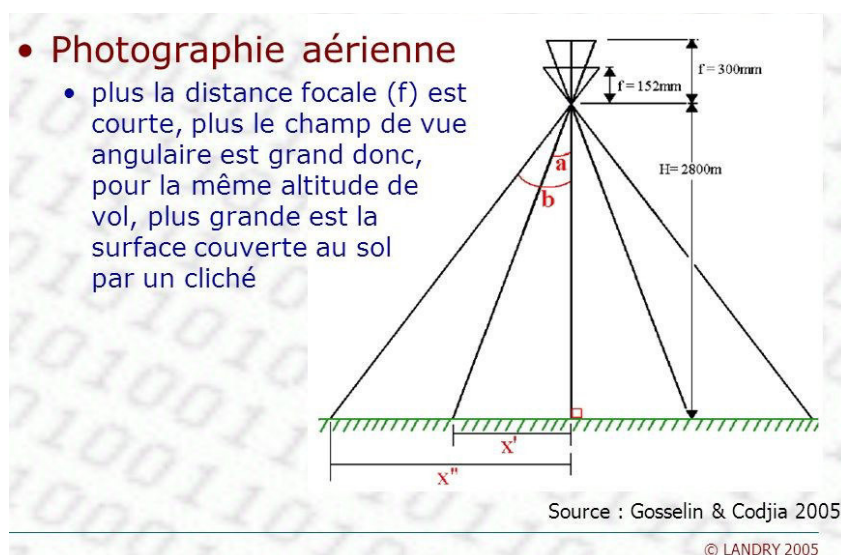 • Photographie aérienne
• plus la distance focale (f) est
courte, plus le champ de vue
angulaire est grand donc,
pour la même altitude de
vol, plus grande est la
surface couverte au sol
par un cliché
f = 300mm
f = 152mm
H= 2800m
a
b
x'
x"
Source : Gosselin & Codjia 2005
© LANDRY 2005